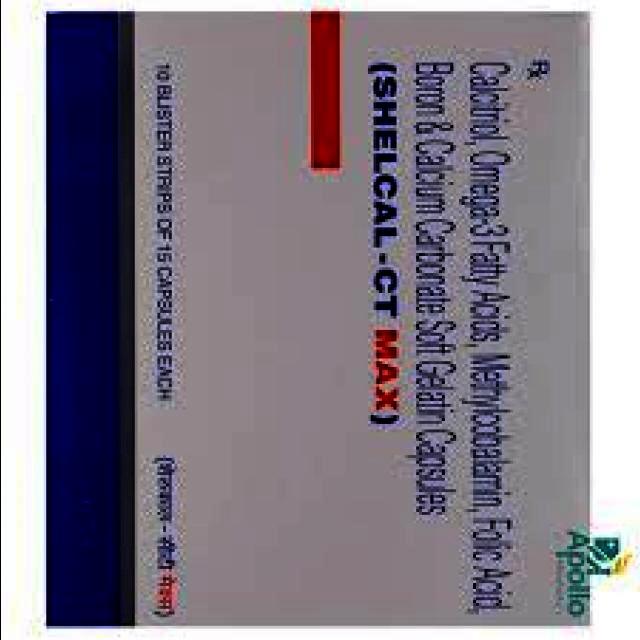 Rx
Calcitriol, Omega-3 Fatty Acids, Methylcobalamin, Folic Acid,
Boron & Calcium Carbonate Soft Gelatin Capsules
(SHELCAL-CT MAX)
10 BLISTER STRIPS OF 15 CAPSULES EACH
(शेलकाल - सीटी मैक्स)
Apollo